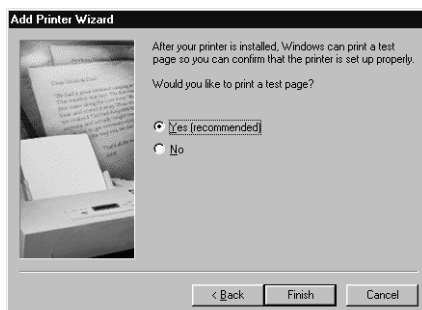 Add Printer Wizard
After your printer is installed, Windows can print a test
page so you can confirm that the printer is set up properly.
Would you like to print a test page?
Yes (recommended)
No
< Back
Finish
Cancel